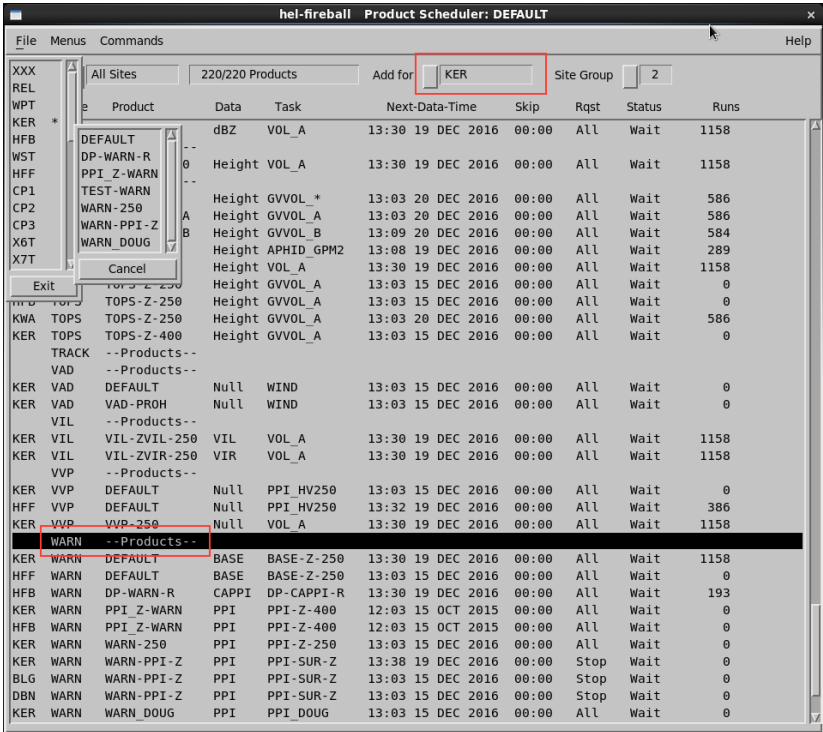 hel-fireball Product Scheduler: DEFAULT ×
File Menus Commands Help
All Sites 220/220 Products Add for KER Site Group 2
XXX
REL
WPT
KER *
HFB
WST
HFF
CP1
CP2
CP3
X6T
X7T
Exit
DEFAULT
DP-WARN-R
PPI_Z-WARN
TEST-WARN
WARN-250
WARN-PPI-Z
WARN_DOUG
Cancel
e Product Data Task Next-Data-Time Skip Rqst Status Runs
dBZ VOL_A 13:30 19 DEC 2016 00:00 All Wait 1158
--
0 Height VOL_A 13:30 19 DEC 2016 00:00 All Wait 1158
--
Height GVVOL_* 13:03 20 DEC 2016 00:00 All Wait 586
A Height GVVOL_A 13:03 20 DEC 2016 00:00 All Wait 586
B Height GVVOL_B 13:09 20 DEC 2016 00:00 All Wait 584
Height APHID_GPM2 13:08 19 DEC 2016 00:00 All Wait 289
Height VOL_A 13:30 19 DEC 2016 00:00 All Wait 1158
TOPS-Z-250 Height GVVOL_A 13:03 15 DEC 2016 00:00 All Wait 0
HFB TOPS TOPS-Z-250 Height GVVOL_A 13:03 15 DEC 2016 00:00 All Wait 0
KWA TOPS TOPS-Z-250 Height GVVOL_A 13:03 20 DEC 2016 00:00 All Wait 586
KER TOPS TOPS-Z-400 Height GVVOL_A 13:03 15 DEC 2016 00:00 All Wait 0
TRACK --Products--
VAD --Products--
KER VAD DEFAULT Null WIND 13:03 15 DEC 2016 00:00 All Wait 0
KER VAD VAD-PROH Null WIND 13:03 15 DEC 2016 00:00 All Wait 0
VIL --Products--
KER VIL VIL-ZVIL-250 VIL VOL_A 13:30 19 DEC 2016 00:00 All Wait 1158
KER VIL VIL-ZVIR-250 VIR VOL_A 13:30 19 DEC 2016 00:00 All Wait 1158
VVP --Products--
KER VVP DEFAULT Null PPI_HV250 13:03 15 DEC 2016 00:00 All Wait 0
HFF VVP DEFAULT Null PPI_HV250 13:32 19 DEC 2016 00:00 All Wait 386
KER VVP VVP-250 Null VOL_A 13:30 19 DEC 2016 00:00 All Wait 1158
WARN --Products--
KER WARN DEFAULT BASE BASE-Z-250 13:30 19 DEC 2016 00:00 All Wait 1158
HFF WARN DEFAULT BASE BASE-Z-250 13:03 15 DEC 2016 00:00 All Wait 0
HFB WARN DP-WARN-R CAPPI DP-CAPPI-R 13:30 19 DEC 2016 00:00 All Wait 193
KER WARN PPI_Z-WARN PPI PPI-Z-400 12:03 15 OCT 2015 00:00 All Wait 0
HFB WARN PPI_Z-WARN PPI PPI-Z-400 12:03 15 OCT 2015 00:00 All Wait 0
KER WARN WARN-250 PPI PPI-Z-250 13:03 15 DEC 2016 00:00 All Wait 0
KER WARN WARN-PPI-Z PPI PPI-SUR-Z 13:38 19 DEC 2016 00:00 Stop Wait 0
BLG WARN WARN-PPI-Z PPI PPI-SUR-Z 13:03 15 DEC 2016 00:00 Stop Wait 0
DBN WARN WARN-PPI-Z PPI PPI-SUR-Z 13:03 15 DEC 2016 00:00 Stop Wait 0
KER WARN WARN_DOUG PPI PPI_DOUG 13:03 15 DEC 2016 00:00 All Wait 0